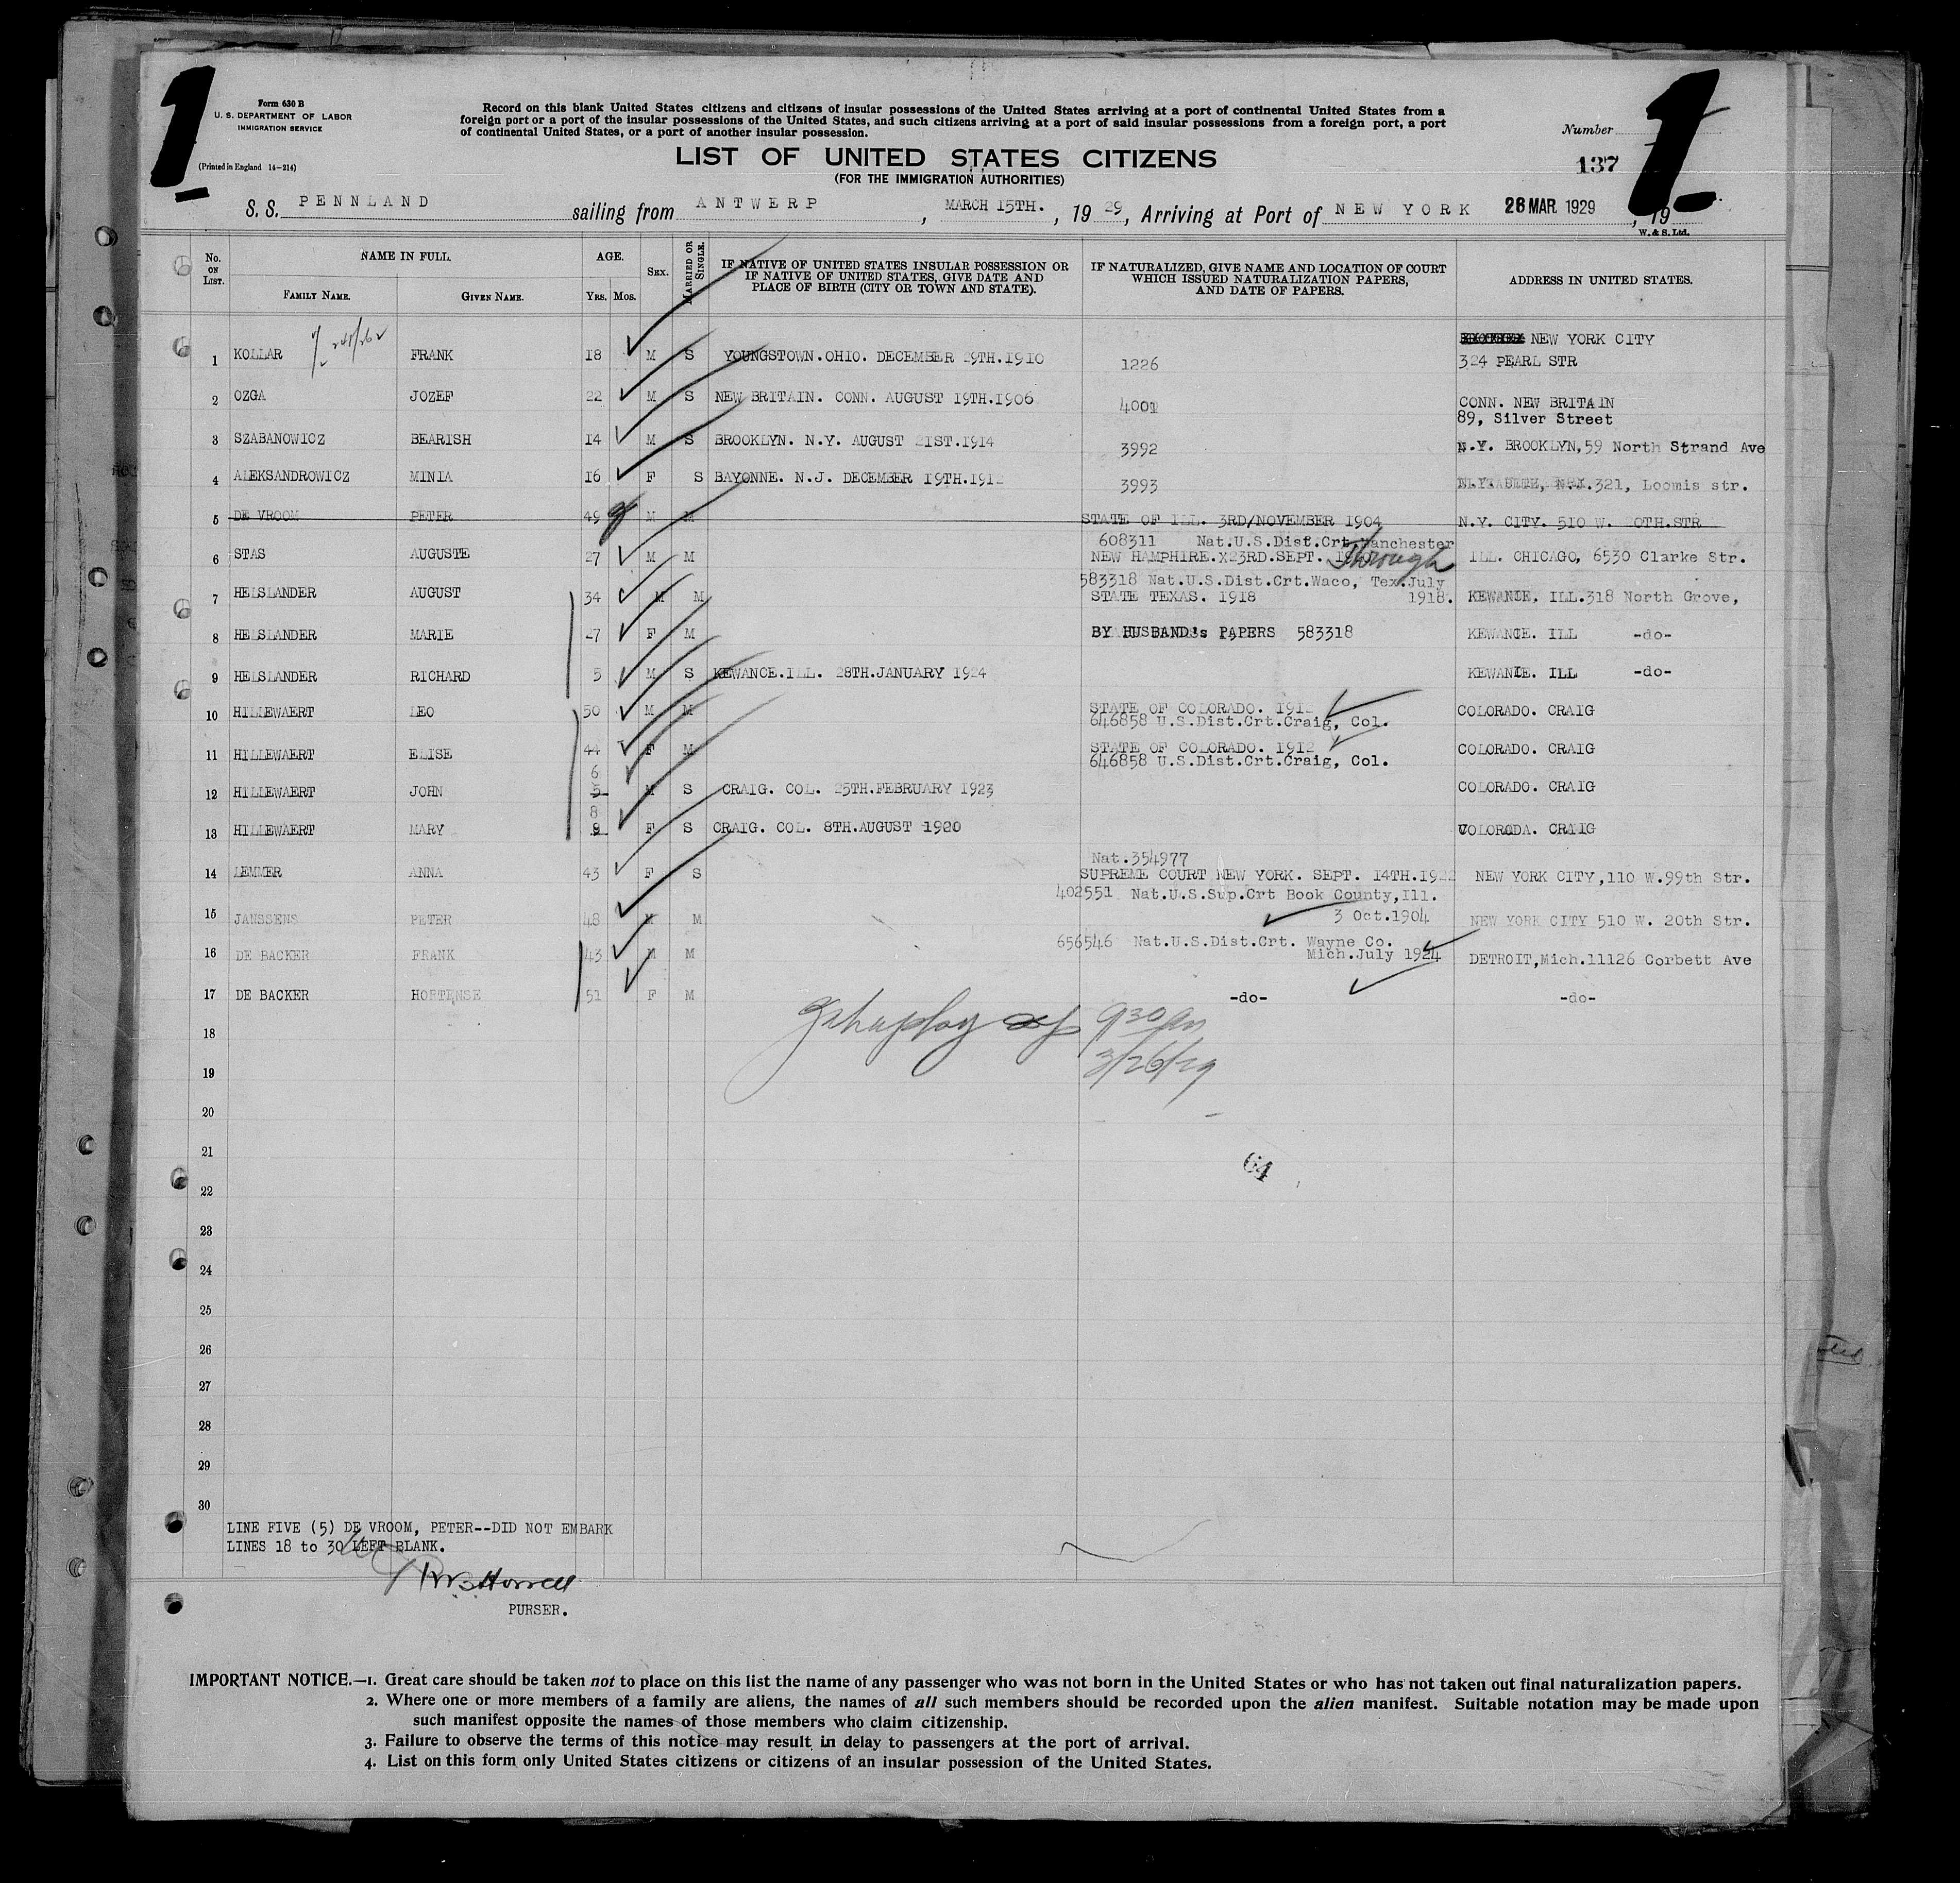 1
Form 630 B
U. S. DEPARTMENT OF LABOR
IMMIGRATION SERVICE
(Printed in England 14-214)
Record on this blank United States citizens and citizens of insular possessions of the United States arriving at a port of continental United States from a
foreign port or a port of the insular possessions of the United States, and such citizens arriving at a port of said insular possessions from a foreign port, a port
of continental United States, or a port of another insular possession.
Number
1
137
LIST OF UNITED STATES CITIZENS
(FOR THE IMMIGRATION AUTHORITIES)
S. S. PENNLAND sailing from ANTWERP, MARCH 15TH., 19 29, Arriving at Port of NEW YORK 26 MAR. 1929, 19
W. & S. Ltd.
No. ON LIST.
NAME IN FULL.
FAMILY NAME. GIVEN NAME.
AGE.
YRS. MOS.
SEX.
MARRIED OR SINGLE.
IF NATIVE OF UNITED STATES INSULAR POSSESSION OR
IF NATIVE OF UNITED STATES, GIVE DATE AND
PLACE OF BIRTH (CITY OR TOWN AND STATE).
IF NATURALIZED, GIVE NAME AND LOCATION OF COURT
WHICH ISSUED NATURALIZATION PAPERS,
AND DATE OF PAPERS.
ADDRESS IN UNITED STATES.
NEW YORK CITY
1 KOLLAR FRANK 18 M S YOUNGSTOWN.OHIO. DECEMBER 29TH.1910 1226 324 PEARL STR
2 OZGA JOZEF 22 M S NEW BRITAIN. CONN. AUGUST 19TH.1906 4001 CONN. NEW BRITAIN
89, Silver Street
3 SZABANOWICZ BEARISH 14 M S BROOKLYN. N.Y. AUGUST 21ST.1914 3992 N.Y. BROOKLYN,59 North Strand Ave
4 ALEKSANDROWICZ MINIA 16 F S BAYONNE. N.J. DECEMBER 19TH.1912 3993 321, Loomis str.
5 DE VROOM PETER 49 M M STATE OF ILL. 3RD/NOVEMBER 1904 N.Y. CITY. 510 W. 20TH.STR
608311 Nat.U.S.Dist.Crt.Manchester
6 STAS AUGUSTE 27 M M NEW HAMPHIRE.X23RD.SEPT. Through ILL. CHICAGO, 6530 Clarke Str.
583318 Nat.U.S.Dist.Crt.Waco, Tex.July
7 HELSLANDER AUGUST 34 M M STATE TEXAS. 1918 1918. KEWANIE. ILL.318 North Grove,
8 HELSLANDER MARIE 27 F M BY HUSBAND's PAPERS 583318 KEWANIE. ILL -do-
9 HELSLANDER RICHARD 5 M S KEWANCE.ILL. 28TH.JANUARY 1924 KEWANIE. ILL -do-
10 HILLEWAERT LEO 50 M M STATE OF COLORADO. 1912 COLORADO. CRAIG
646858 U.S.Dist.Crt.Craig, Col.
11 HILLEWAERT ELISE 44 F M STATE OF COLORADO. 1912 COLORADO. CRAIG
646858 U.S.Dist.Crt.Craig, Col.
6
12 HILLEWAERT JOHN 5 M S CRAIG. COL. 25TH.FEBRUARY 1923 COLORADO. CRAIG
8
13 HILLEWAERT MARY 9 F S CRAIG. COL. 8TH.AUGUST 1920 COLORADA. CRAIG
Nat.354977
14 LEMMER ANNA 43 F S SUPREME COURT NEW YORK. SEPT. 14TH.1922 NEW YORK CITY,110 W.99th Str.
402551 Nat.U.S.Sup.Crt Book County,Ill.
15 JANSSENS PETER 48 M M 3 Oct.1904 NEW YORK CITY 510 W. 20th Str.
656546 Nat.U.S.Dist.Crt. Wayne Co.
16 DE BACKER FRANK 43 M M Mich.July 1924 DETROIT,Mich.11126 Corbett Ave
17 DE BACKER HORTENSE 51 F M -do- -do-
18
930 am
19
3/26/29
20
21
64
22
23
24
25
26
27
28
29
30
LINE FIVE (5) DE VROOM, PETER--DID NOT EMBARK
LINES 18 to 30 LEFT BLANK.
PURSER.
IMPORTANT NOTICE.—1. Great care should be taken not to place on this list the name of any passenger who was not born in the United States or who has not taken out final naturalization papers.
2. Where one or more members of a family are aliens, the names of all such members should be recorded upon the alien manifest. Suitable notation may be made upon
such manifest opposite the names of those members who claim citizenship.
3. Failure to observe the terms of this notice may result in delay to passengers at the port of arrival.
4. List on this form only United States citizens or citizens of an insular possession of the United States.